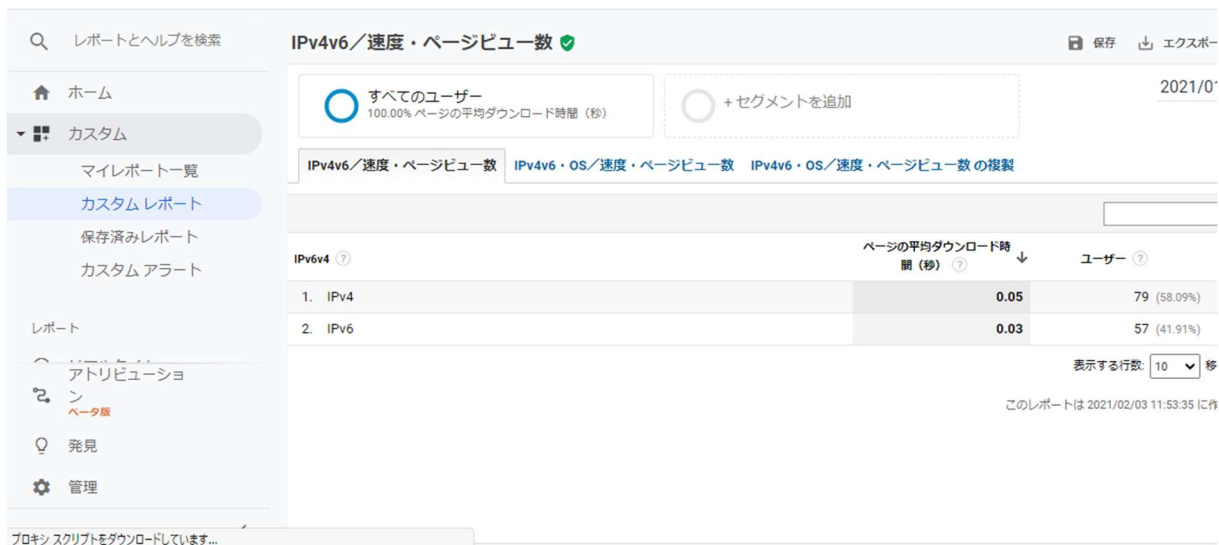 レポートとヘルプを検索
IPv4v6／速度・ページビュー数
保存
エクスポー
ホーム
カスタム
マイレポート一覧
カスタム レポート
保存済みレポート
カスタム アラート
レポート
アトリビューショ
ン
ベータ版
発見
管理
プロキシ スクリプトをダウンロードしています...
すべてのユーザー
100.00% ページの平均ダウンロード時間（秒）
+ セグメントを追加
2021/01
IPv4v6／速度・ページビュー数
IPv4v6・OS／速度・ページビュー数
IPv4v6・OS／速度・ページビュー数 の複製
IPv6v4
ページの平均ダウンロード時
間（秒）
ユーザー
1. IPv4 0.05 79 (58.09%)
2. IPv6 0.03 57 (41.91%)
表示する行数: 10 移
このレポートは 2021/02/03 11:53:35 に作